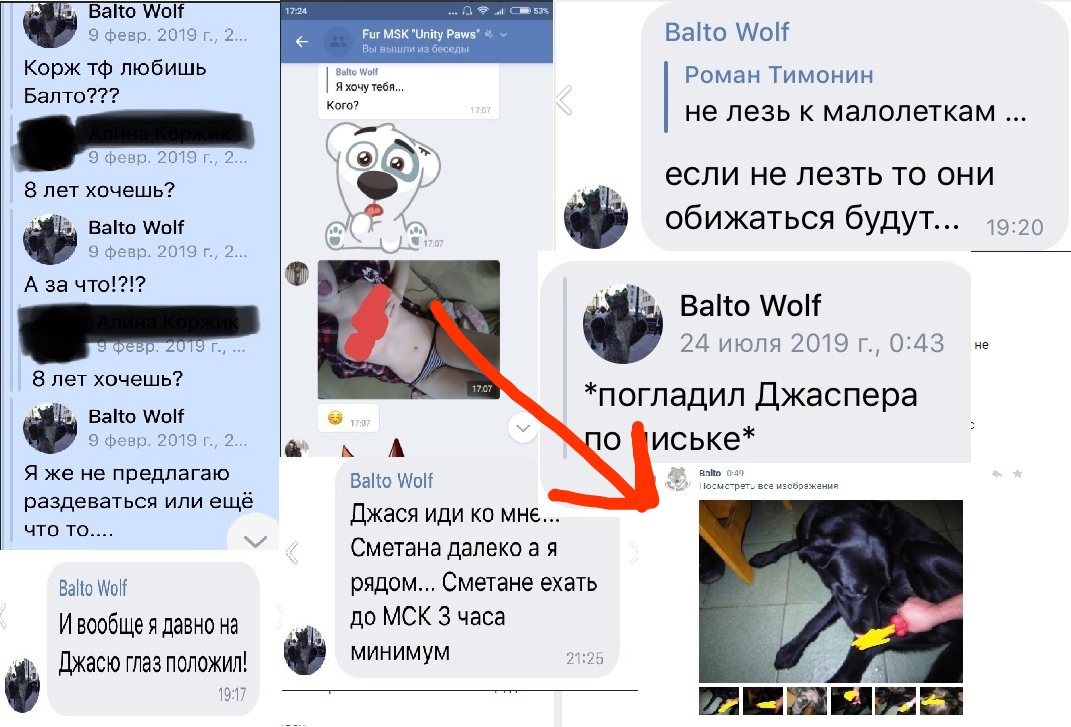 Balto Wolf
9 февр. 2019 г., 2...
Корж тф любишь
Балто???
9 февр. 2019 г., 2...
8 лет хочешь?
Balto Wolf
9 февр. 2019 г., 2...
А за что!?!?
9 февр. 2019 г., ...
8 лет хочешь?
Balto Wolf
9 февр. 2019 г., 2...
Я же не предлагаю
раздеваться или ещё
что то....
Balto Wolf
И вообще я давно на
Джасю глаз положил!
19:17
17:24
53%
Fur MSK "Unity Paws"
Вы вышли из беседы
Balto Wolf
Я хочу тебя...
Кого?
17:07
17:07
17:07
17:07
Balto Wolf
Джася иди ко мне...
Сметана далеко а я
рядом... Сметане ехать
до МСК 3 часа
минимум
21:25
Balto Wolf
Роман Тимонин
не лезь к малолеткам ...
если не лезть то они
обижаться будут...
19:20
Balto Wolf
24 июля 2019 г., 0:43
*погладил Джаспера
по письке*
не
Balto 0:49
Посмотреть все изображения